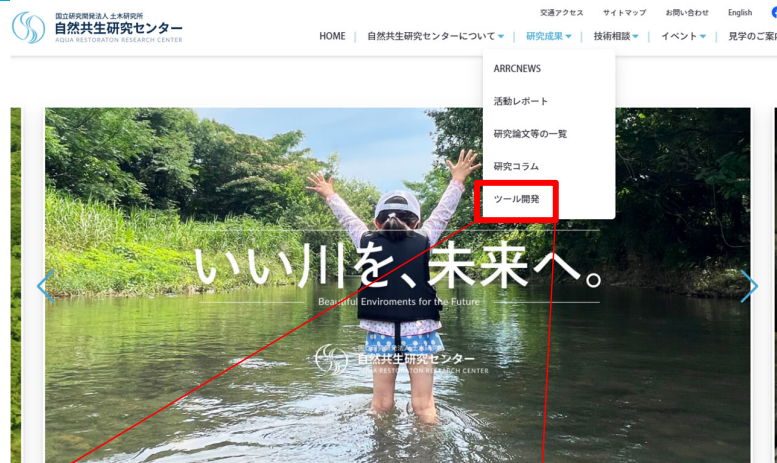 国立研究開発法人 土木研究所
自然共生研究センター
AQUA RESTORATON RESEARCH CENTER
交通アクセス サイトマップ お問い合わせ English
HOME 自然共生研究センターについて 研究成果 技術相談 イベント 見学のご案内
ARRCNEWS
活動レポート
研究論文等の一覧
研究コラム
ツール開発
いい川を、未来へ。
Beautiful Enviroments for the Future
自然共生研究センター
AQUA RESTORATON RESEARCH CENTER